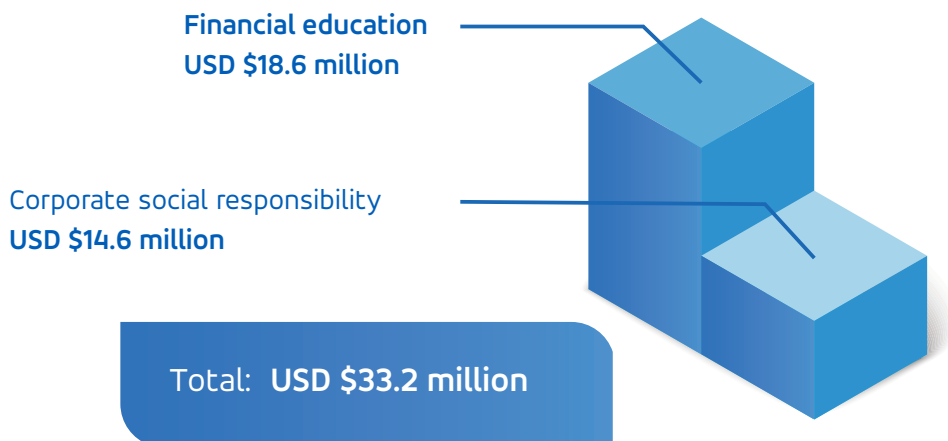 Financial education
USD $18.6 million
Corporate social responsibility
USD $14.6 million
Total: USD $33.2 million